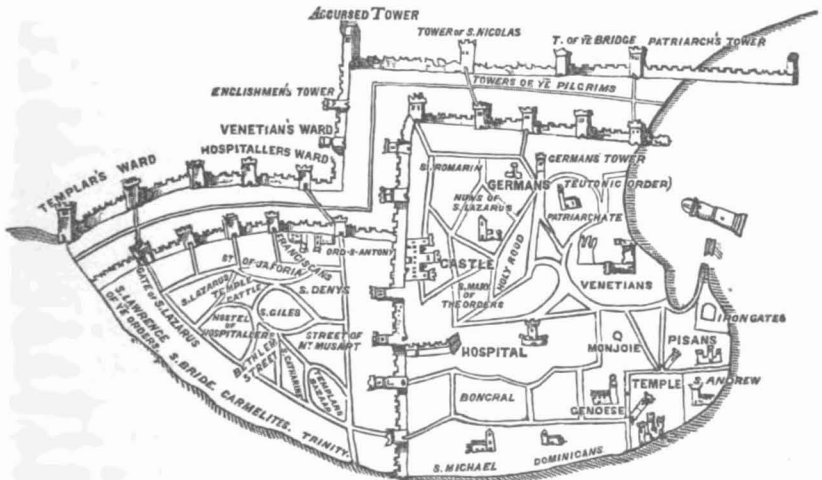 ACCURSED TOWER
TOWER OF S. NICOLAS
T. OF YE BRIDGE
PATRIARCH'S TOWER
TOWERS OF YE PILGRIMS
ENGLISHMEN'S TOWER
VENETIAN'S WARD
HOSPITALLERS WARD
TEMPLAR'S WARD
GERMANS TOWER
S. ROMARIN
GERMANS (TEUTONIC ORDER)
NUNS OF
S. LAZARUS
PATRIARCHATE
HOLY ROOD
CASTLE
S. MARY
OF
THE ORDERS
VENETIANS
IRON GATES
PISANS
MONJOIE
HOSPITAL
S. ANDREW
TEMPLE
GENOESE
BONCHAL
DOMINICANS
S. MICHAEL
GATE OF S. LAZARUS
FRANCISCANS
ORD. S. ANTONY
ST
OF JAFORIA
S. DENYS
S. LAZARUS
TEMPLE
CATTLE
S. GILES
HOSTEL
OF
HOSPITALLERS
STREET OF
NT. MUSART
BETHLEM
STREET
S. CATHARINE
TEMPLARS
BAZAAR
S. LAWRENCE
OF YE ORDERS
S. BRIDE. CARMELITES. TRINITY.